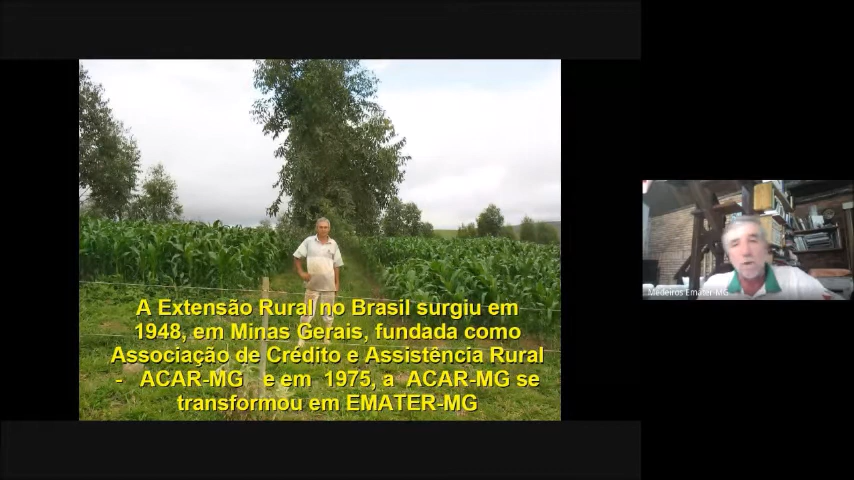 A Extensão Rural no Brasil surgiu em
1948, em Minas Gerais, fundada como
Associação de Crédito e Assistência Rural
- ACAR-MG e em 1975, a ACAR-MG se
transformou em EMATER-MG
Medeiros Emater-MG